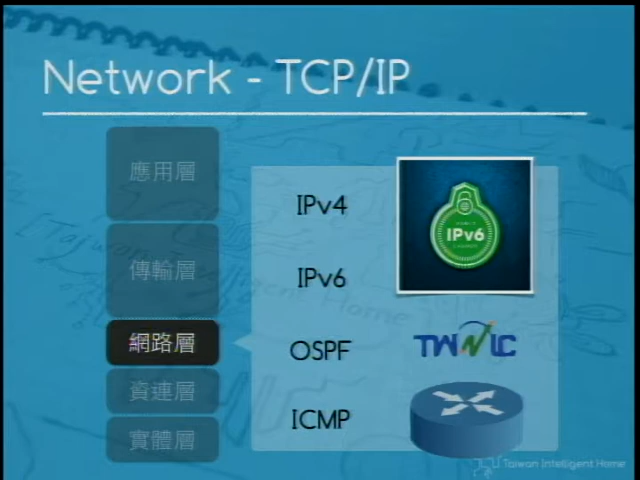 Network - TCP/IP
應用層
傳輸層
網路層
資連層
實體層
IPv4
IPv6
OSPF
ICMP
IPv6
TWNIC
Taiwan Intelligent Home